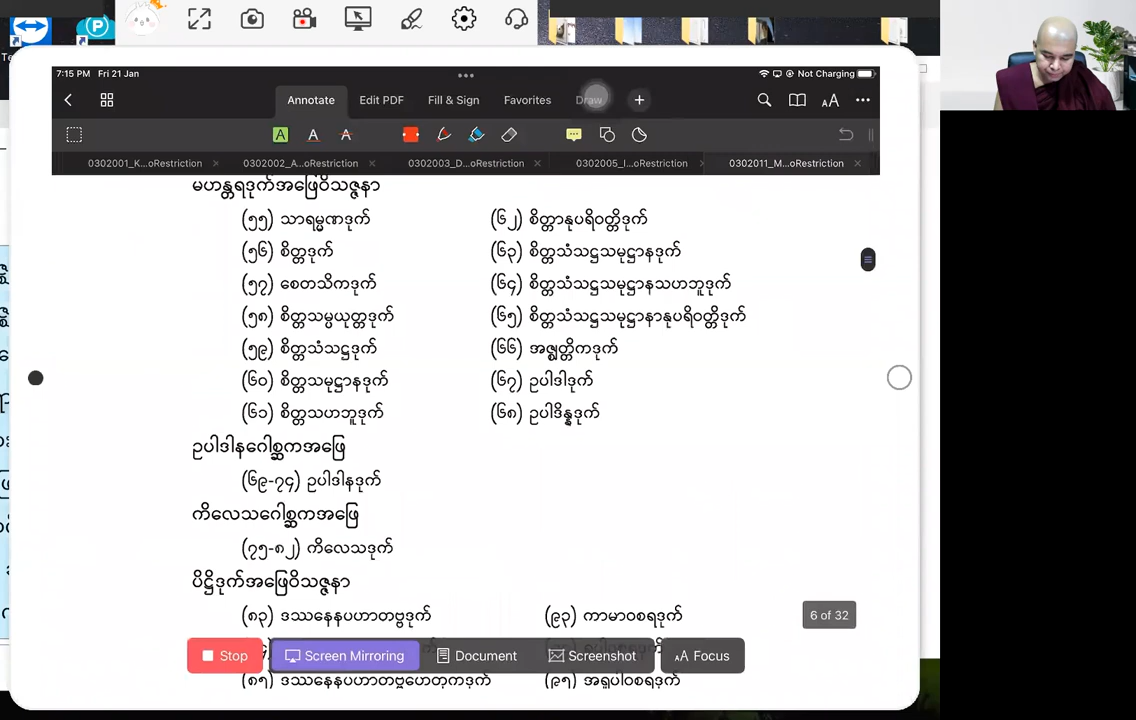 7:15 PM Fri 21 Jan
Not Charging
Annotate Edit PDF Fill & Sign Favorites Draw
0302001_K...oRestriction 0302002_A...oRestriction 0302003_D...oRestriction 0302005_I...oRestriction 0302011_M...oRestriction
မဟန္တရဒုက်အဖြေဝိသဇ္ဇနာ
(၅၅) သာရမ္မဏဒုက်
(၅၆) စိတ္တဒုက်
(၅၇) စေတသိကဒုက်
(၅၈) စိတ္တသမ္ပယုတ္တဒုက်
(၅၉) စိတ္တသံသဋ္ဌဒုက်
(၆၀) စိတ္တသမုဋ္ဌာနဒုက်
(၆၁) စိတ္တသဟဘူဒုက်
(၆၂) စိတ္တာနုပရိဝတ္တိဒုက်
(၆၃) စိတ္တသံသဋ္ဌသမုဋ္ဌာနဒုက်
(၆၄) စိတ္တသံသဋ္ဌသမုဋ္ဌာနသဟဘူဒုက်
(၆၅) စိတ္တသံသဋ္ဌသမုဋ္ဌာနာနုပရိဝတ္တိဒုက်
(၆၆) အဇ္ဈတ္တိကဒုက်
(၆၇) ဥပါဒါဒုက်
(၆၈) ဥပါဒိန္နဒုက်
ဥပါဒါနဂေါစ္ဆကအဖြေ
(၆၉-၇၄) ဥပါဒါနဒုက်
ကိလေသဂေါစ္ဆကအဖြေ
(၇၅-၈၂) ကိလေသဒုက်
ပိဋ္ဌိဒုက်အဖြေဝိသဇ္ဇနာ
(၈၃) ဒဿနေနပဟာတဗ္ဗဒုက်
(၈၅) ဒဿနေနပဟာတဗ္ဗဟေတုကဒုက်
(၉၃) ကာမာဝစရဒုက်
(၉၅) အရူပါဝစရဒုက်
6 of 32
Stop Screen Mirroring Document Screenshot Focus